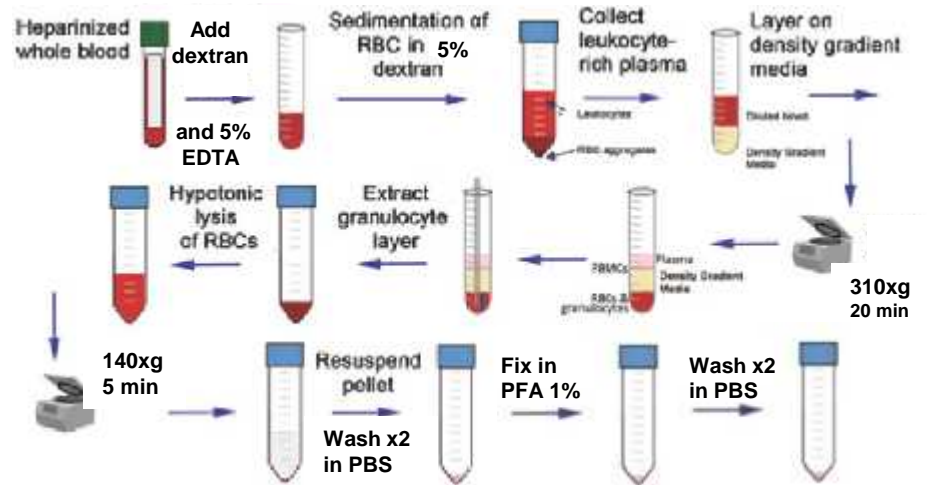 Heparinized
whole blood
Add
dextran
and 5%
EDTA
Sedimentation of
RBC in 5%
dextran
Collect
leukocyte-
rich plasma
Leukocytes
RBC aggregates
Layer on
density gradient
media
Diluted blood
Density Gradient
Media
310xg
20 min
Plasma
PBMCs
Density Gradient
Media
RBCs &
granulocytes
Extract
granulocyte
layer
Hypotonic
lysis
of RBCs
140xg
5 min
Resuspend
pellet
Wash x2
in PBS
Fix in
PFA 1%
Wash x2
in PBS